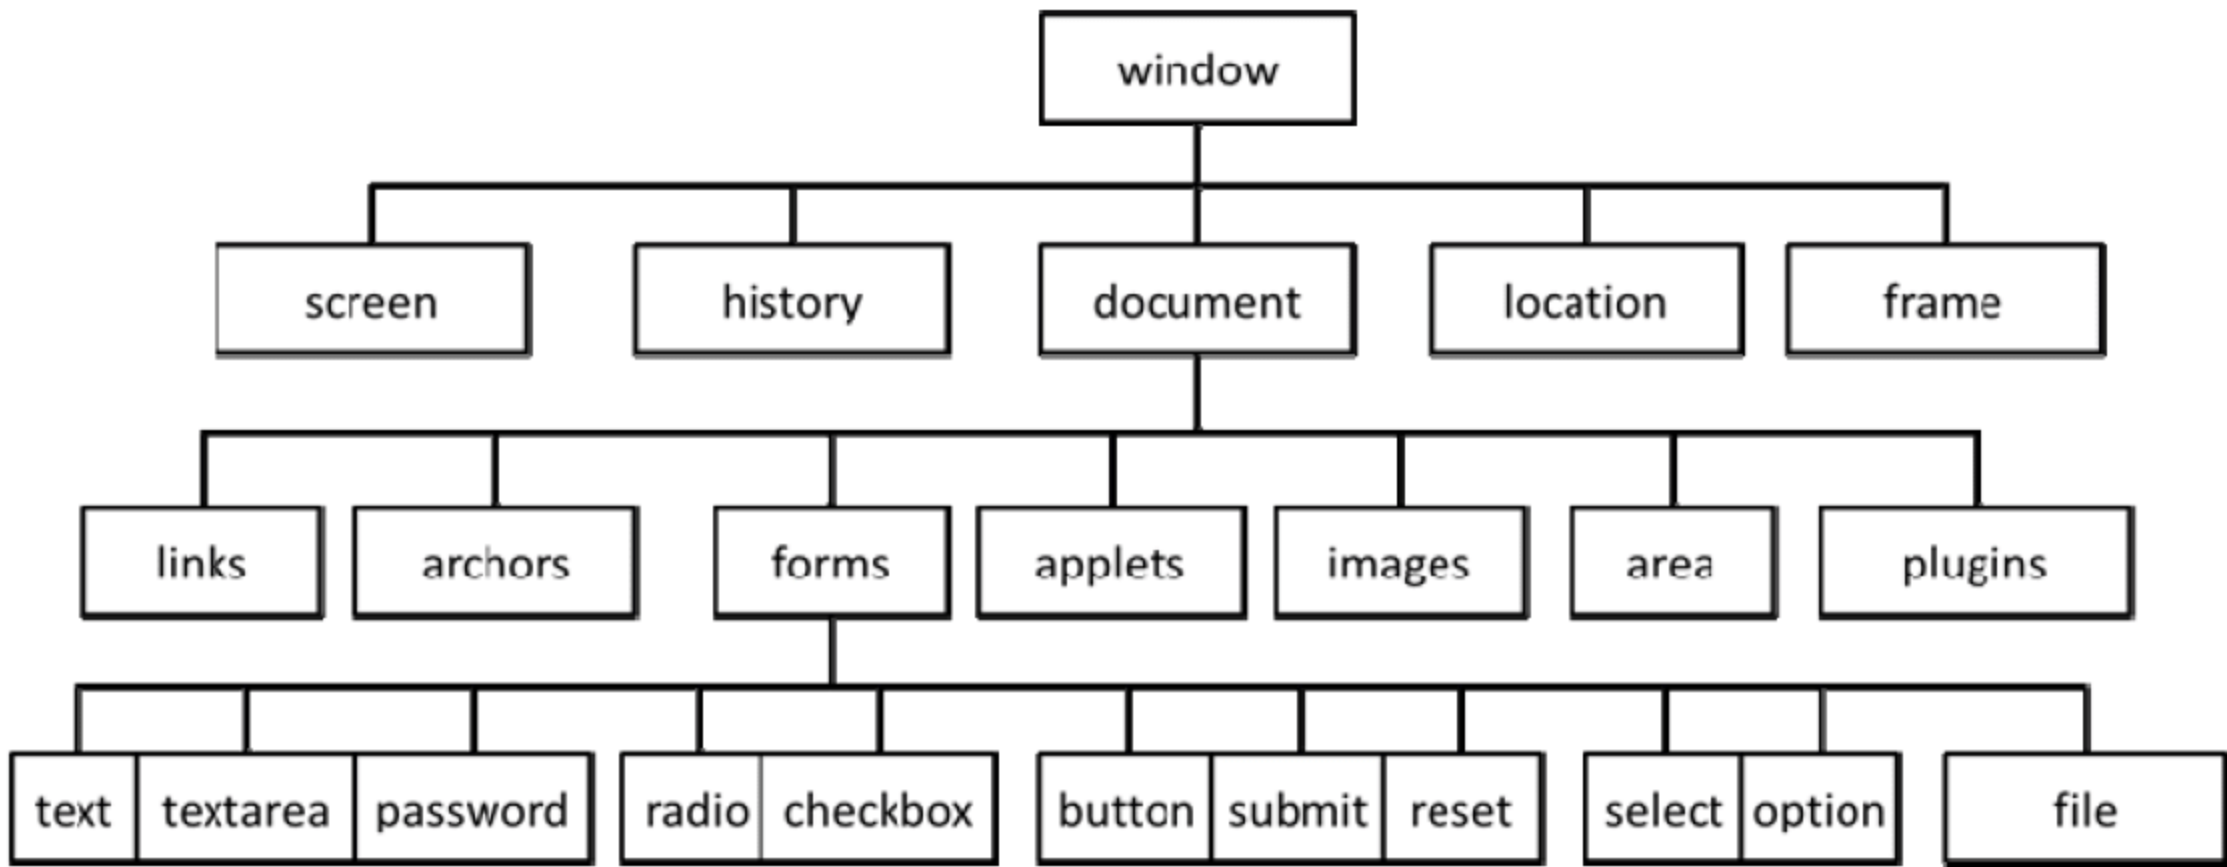 window
screen history document location frame
links archors forms applets images area plugins
text textarea password radio checkbox button submit reset select option file